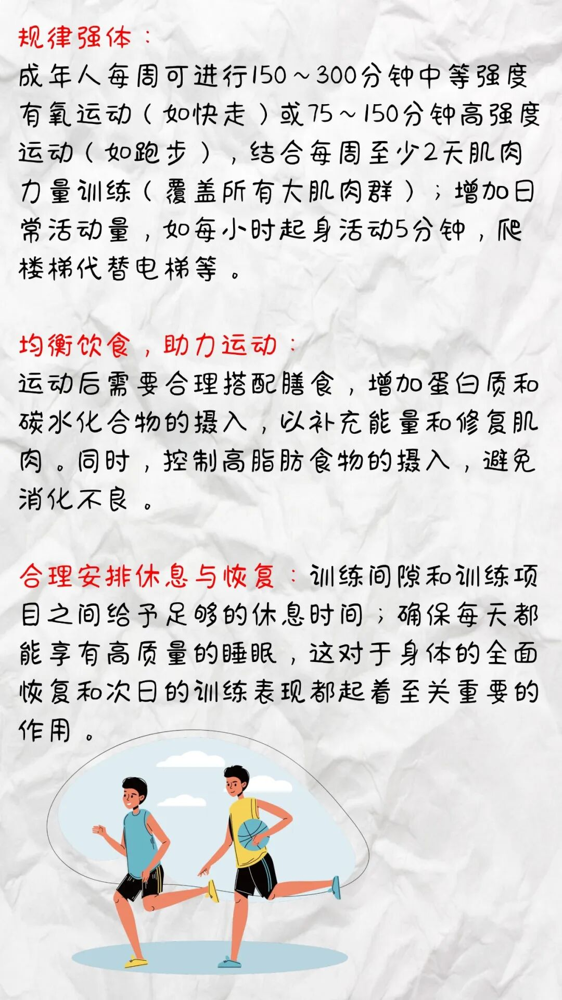 规律强体：
成年人每周可进行150～300分钟中等强度
有氧运动（如快走）或75～150分钟高强度
运动（如跑步），结合每周至少2天肌肉
力量训练（覆盖所有大肌肉群）；增加日
常活动量，如每小时起身活动5分钟，爬
楼梯代替电梯等。
均衡饮食，助力运动：
运动后需要合理搭配膳食，增加蛋白质和
碳水化合物的摄入，以补充能量和修复肌
肉。同时，控制高脂肪食物的摄入，避免
消化不良。
合理安排休息与恢复：训练间隙和训练项
目之间给予足够的休息时间；确保每天都
能享有高质量的睡眠，这对于身体的全面
恢复和次日的训练表现都起着至关重要的
作用。